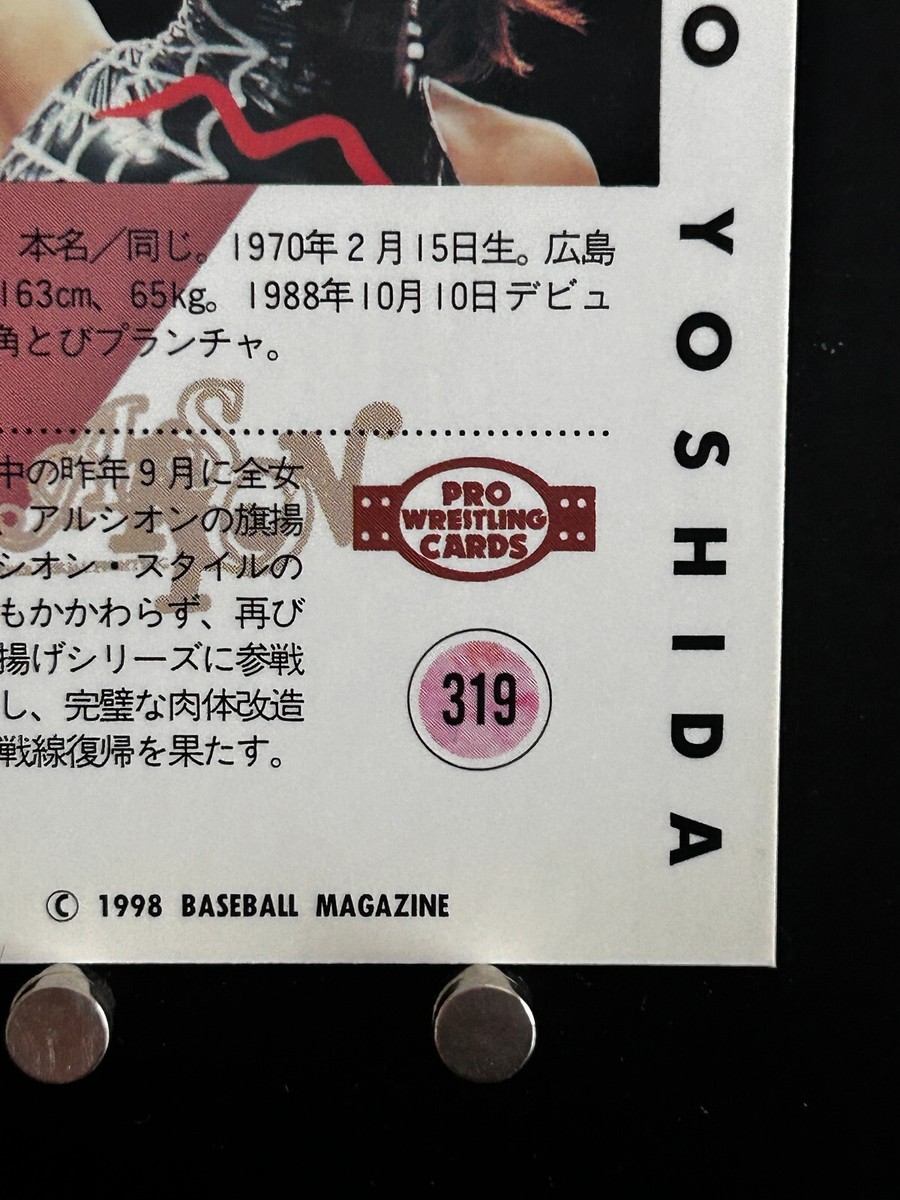 本名／同じ。1970年2月15日生。広島
163cm、65kg。1988年10月10日デビュ
角とびプランチャ。
中の昨年9月に全女
、アルシオンの旗揚
シオン・スタイルの
もかかわらず、再び
揚げシリーズに参戦
し、完璧な肉体改造
戦線復帰を果たす。
PRO
WRESTLING
CARDS
319
© 1998 BASEBALL MAGAZINE
O YOSHIDA